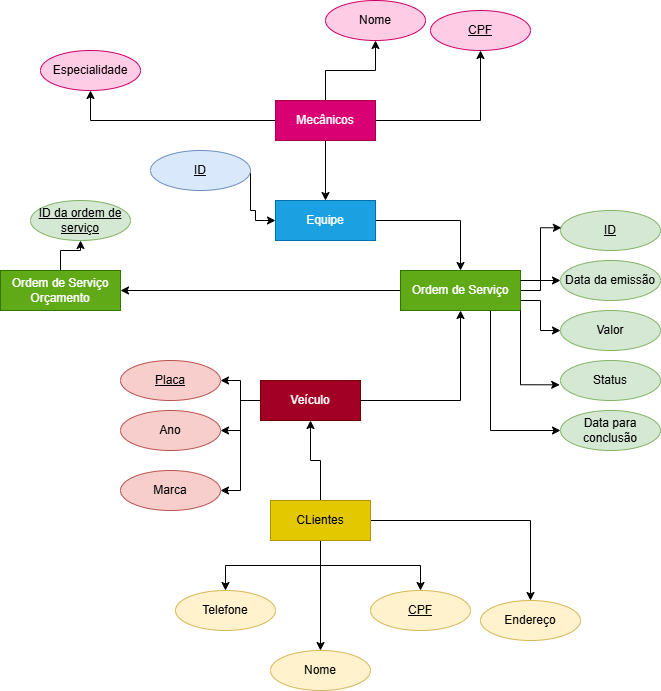 Nome
CPF
Especialidade
Mecânicos
ID
ID da ordem de
serviço
Equipe
ID
Ordem de Serviço
Orçamento
Ordem de Serviço
Data da emissão
Valor
Placa
Veículo
Status
Ano
Data para
conclusão
Marca
CLientes
Telefone
CPF
Endereço
Nome